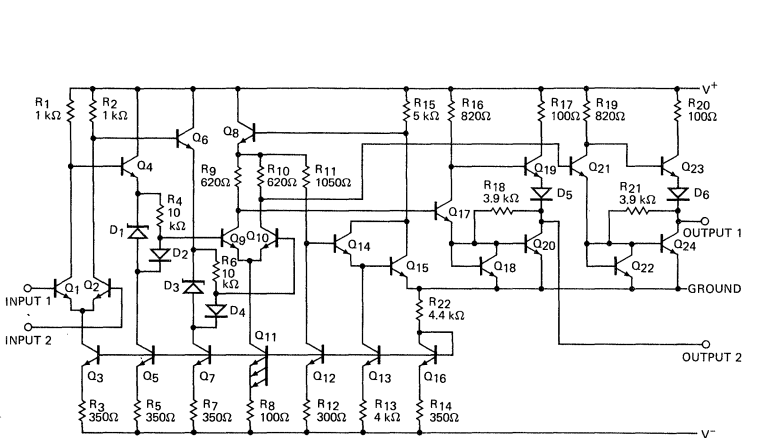 V+
R1
1 kΩ
R2
1 kΩ
Q6
Q8
R15
5 kΩ
R16
820Ω
R17
100Ω
R19
820Ω
R20
100Ω
Q4
R9
620Ω
R10
620Ω
R11
1050Ω
Q19
Q21
Q23
R4
10
kΩ
R18
3.9 kΩ
D5
R21
3.9 kΩ
D6
D1
D2
Q9
Q10
Q17
Q14
Q20
Q24
OUTPUT 1
R6
10
kΩ
Q15
Q18
Q22
Q1
Q2
D3
D4
GROUND
INPUT 1
R22
4.4 kΩ
INPUT 2
Q11
OUTPUT 2
Q3
Q5
Q7
Q12
Q13
Q16
R3
350Ω
R5
350Ω
R7
350Ω
R8
100Ω
R12
300Ω
R13
4 kΩ
R14
350Ω
V−